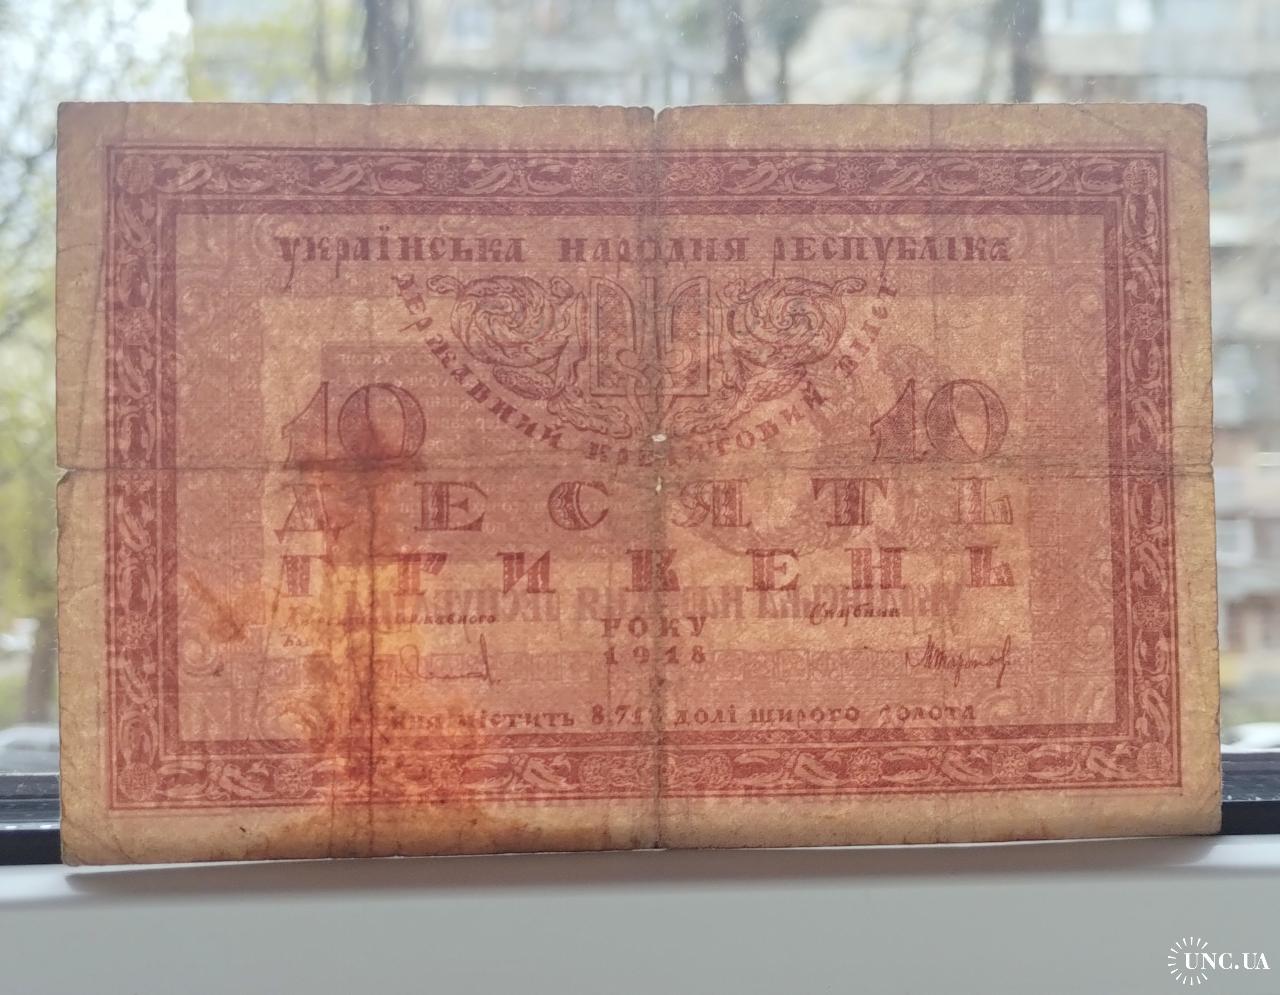 УКРАЇНСЬКА НАРОДНЯ РЕСПУБЛІКА
ДЕРЖАВНИЙ КРЕДИТОВИЙ БІЛЕТ
10 10
ДЕСЯТЬ
ГРИВЕНЬ
Скарбник
РОКУ
1918
містить 8.712 долі щирого золота
UNC.UA